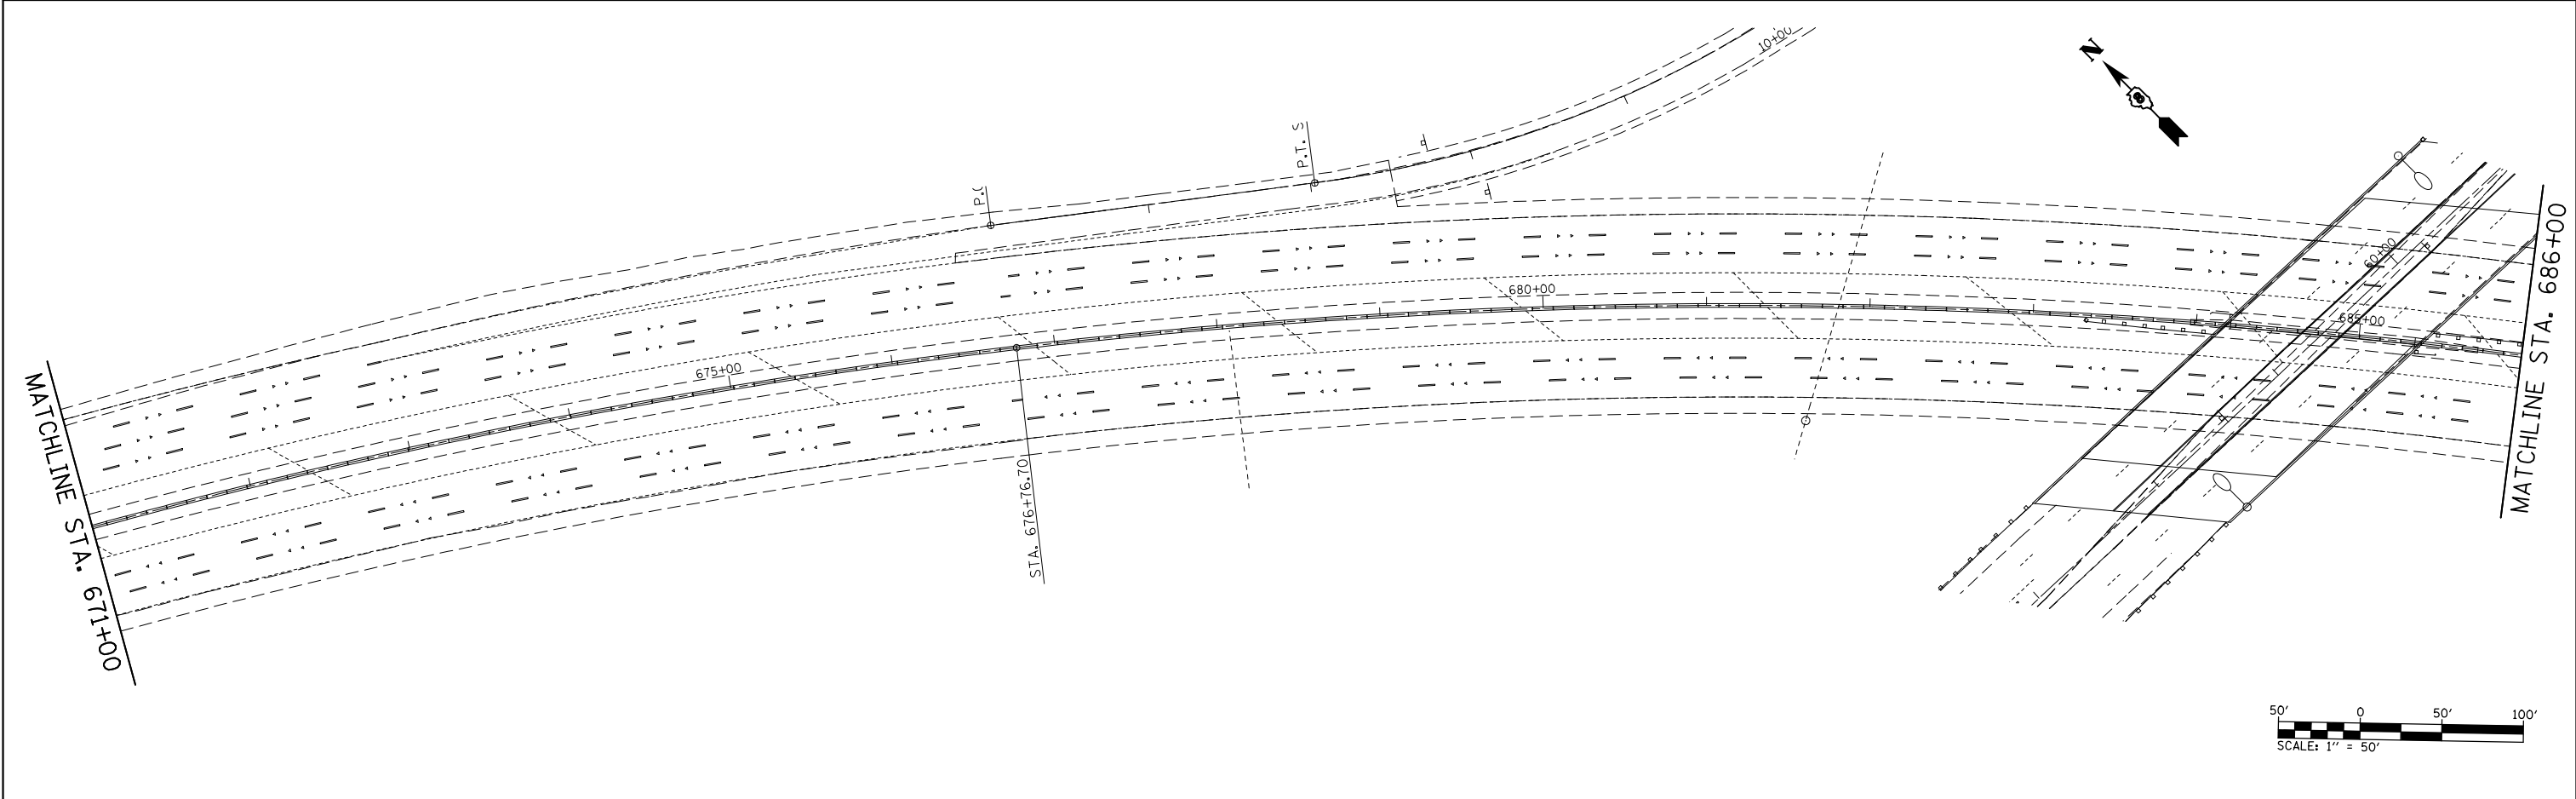 10+00
N
P.T. S
P.(
MATCHLINE STA. 686+00
60+00
680+00
685+00
675+00
MATCHLINE STA. 671+00
STA. 676+76.70
50' 0 50' 100'
SCALE: 1'' = 50'